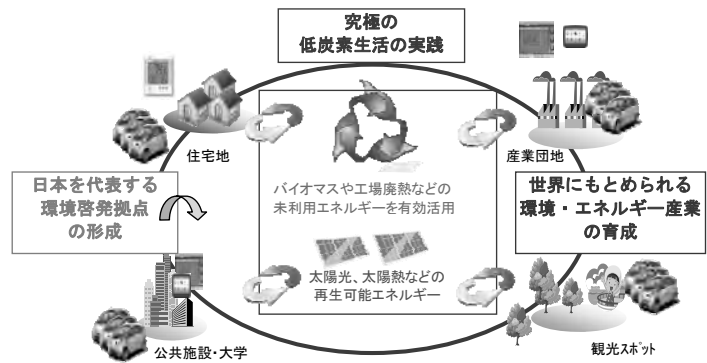 究極の
低炭素生活の実践
住宅地
産業団地
日本を代表する
環境啓発拠点
の形成
バイオマスや工場廃熱などの
未利用エネルギーを有効活用
世界にもとめられる
環境・エネルギー産業
の育成
太陽光、太陽熱などの
再生可能エネルギー
公共施設・大学
観光スポット